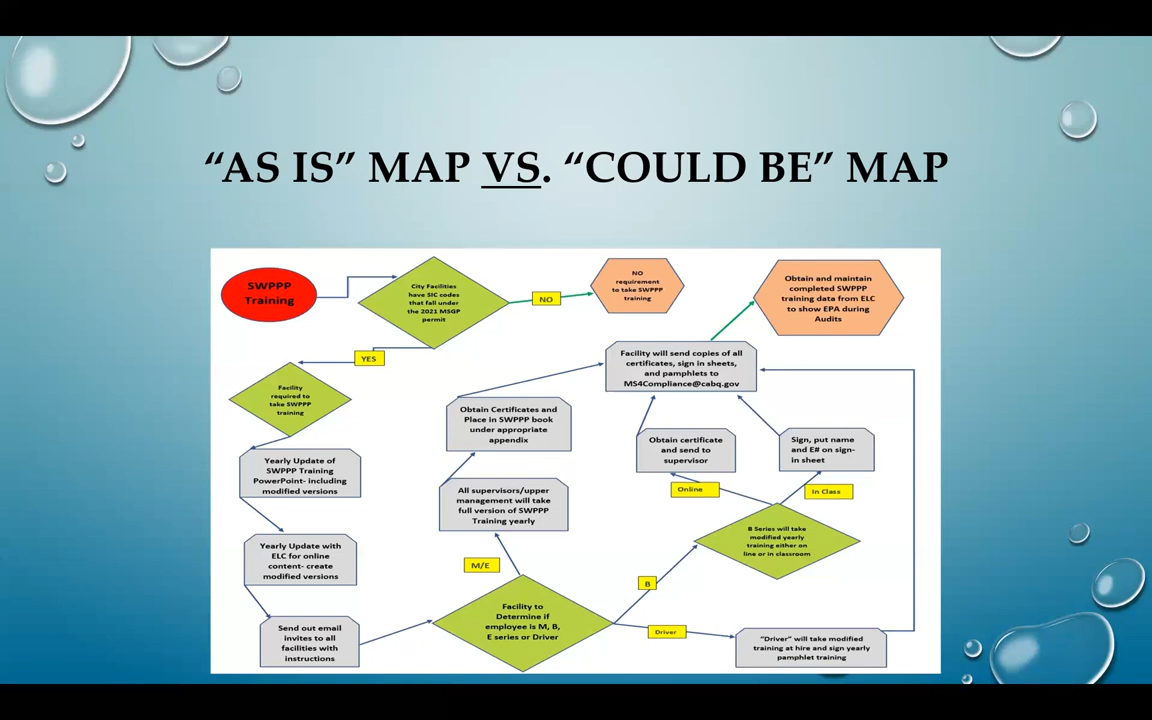 “AS IS” MAP VS. “COULD BE” MAP
SWPPP
Training
City Facilities
have SIC codes
that fall under
the 2021 MSGP
permit
NO
NO
requirement
to take SWPPP
training
Obtain and maintain
completed SWPPP
training data from ELC
to show EPA during
Audits
YES
Facility
required to
take SWPPP
training
Yearly Update of
SWPPP Training
PowerPoint- including
modified versions
Yearly Update with
ELC for online
content- create
modified versions
Send out email
invites to all
facilities with
instructions
Facility to
Determine if
employee is M, B,
E series or Driver
M/E
All supervisors/upper
management will take
full version of SWPPP
Training yearly
Obtain Certificates and
Place in SWPPP book
under appropriate
appendix
Facility will send copies of all
certificates, sign in sheets,
and pamphlets to
MS4Compliance@cabq.gov
B
B Series will take
modified yearly
training either on
line or in classroom
Online
Obtain certificate
and send to
supervisor
In Class
Sign, put name
and E# on sign-
in sheet
Driver
“Driver” will take modified
training at hire and sign yearly
pamphlet training